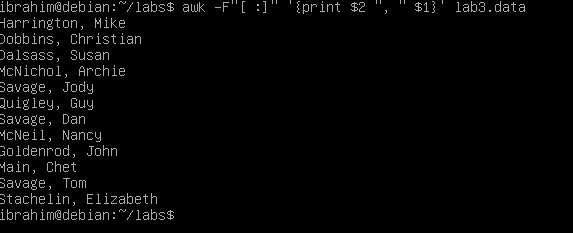 ibrahim@debian:~/labs$ awk -F"[ :]" '{print $2 ", " $1}' lab3.data
Harrington, Mike
Dobbins, Christian
Dalsass, Susan
McNichol, Archie
Savage, Jody
Quigley, Guy
Savage, Dan
McNeil, Nancy
Goldenrod, John
Main, Chet
Savage, Tom
Stachelin, Elizabeth
ibrahim@debian:~/labs$